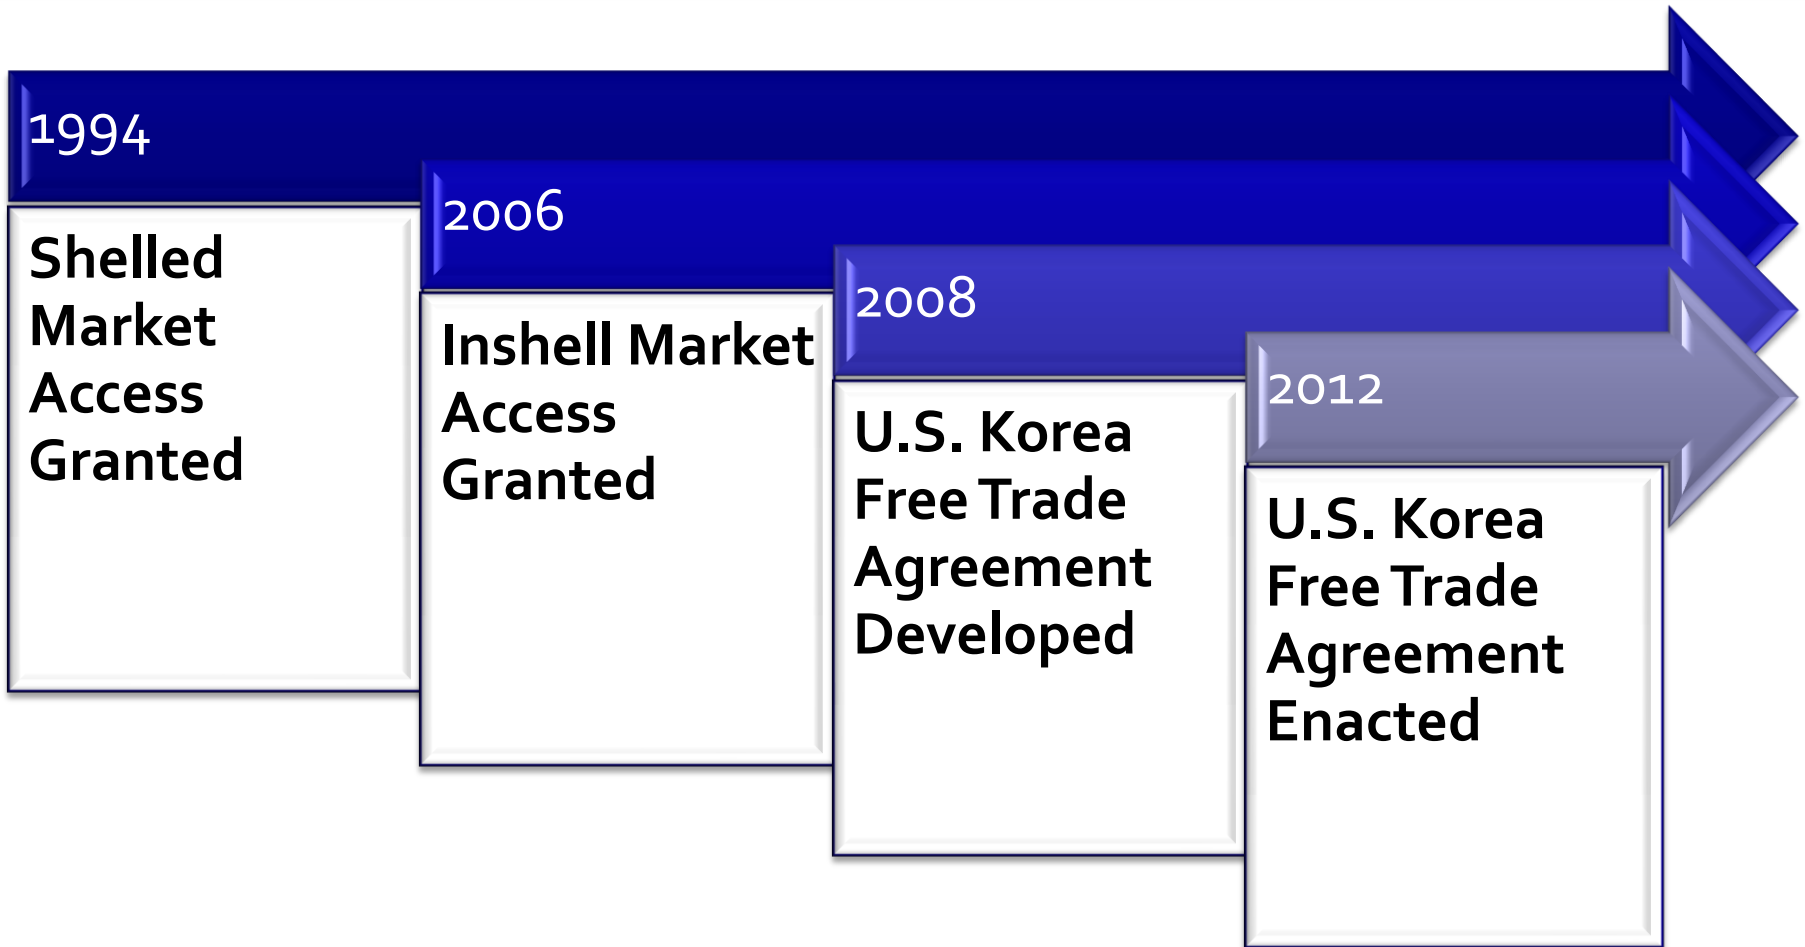 1994
Shelled
Market
Access
Granted
2006
Inshell Market
Access
Granted
2008
U.S. Korea
Free Trade
Agreement
Developed
2012
U.S. Korea
Free Trade
Agreement
Enacted